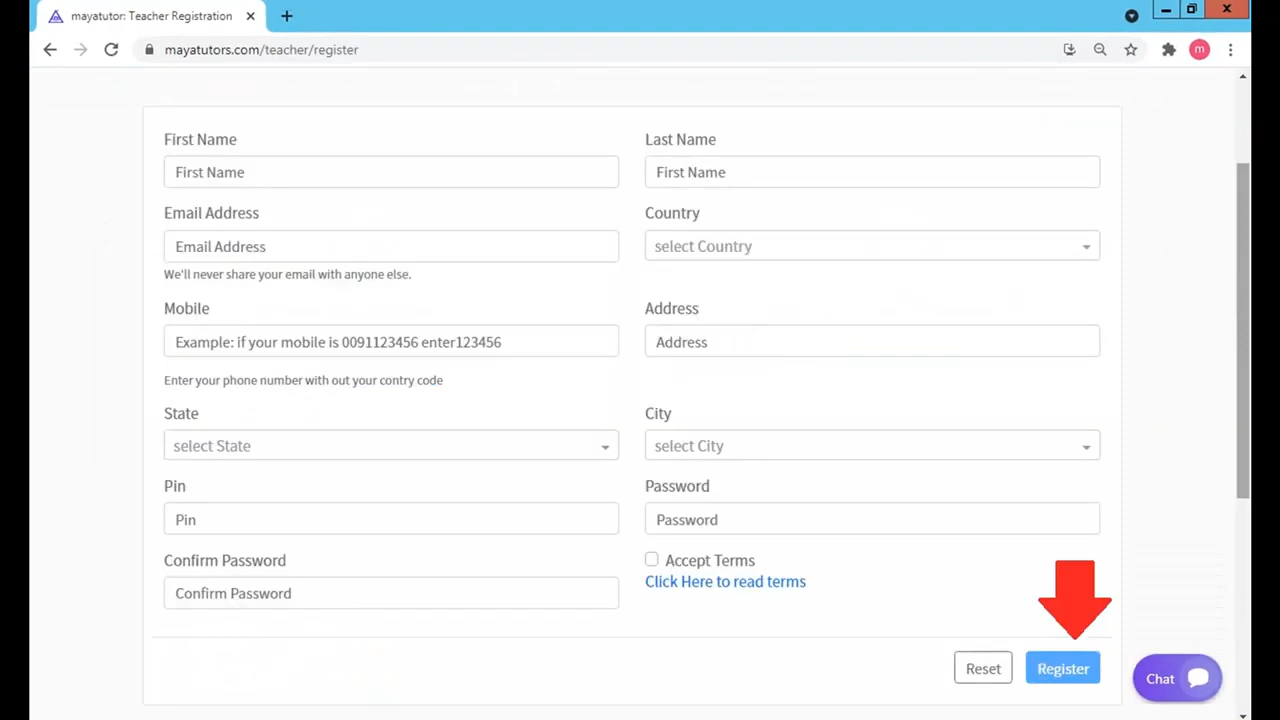 mayatutor: Teacher Registration
mayatutors.com/teacher/register
m
First Name
Last Name
First Name
First Name
Email Address
Country
Email Address
select Country
We'll never share your email with anyone else.
Mobile
Address
Example: if your mobile is 0091123456 enter123456
Address
Enter your phone number with out your contry code
State
City
select State
select City
Pin
Password
Pin
Password
Confirm Password
Accept Terms
Click Here to read terms
Confirm Password
Reset
Register
Chat